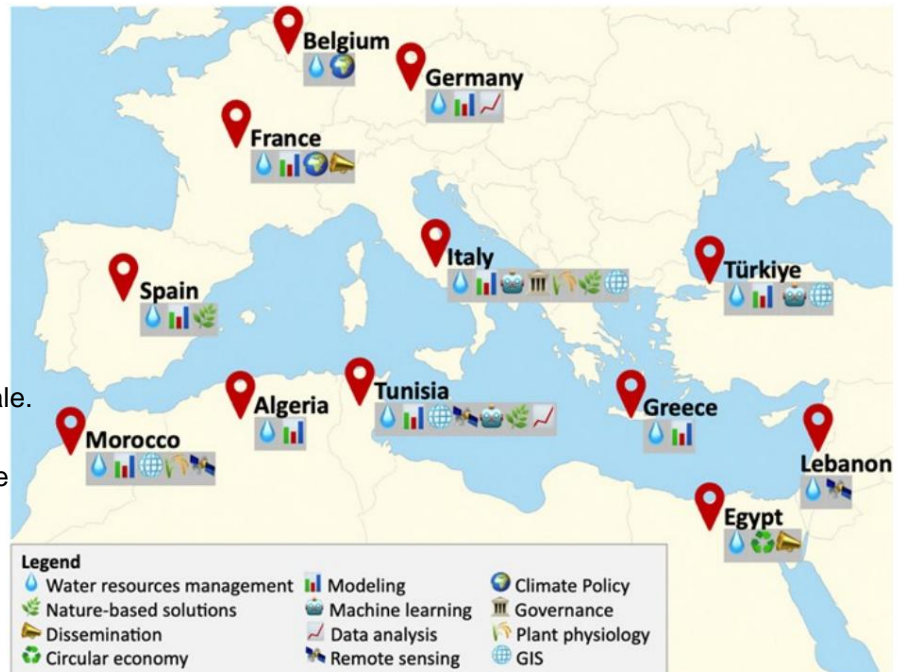 Belgium
Germany
France
Italy
Türkiye
Spain
ale.
Tunisia
Algeria
Greece
Morocco
Lebanon
e
Egypt
Legend
Water resources management
Modeling
Climate Policy
Nature-based solutions
Machine learning
Governance
Dissemination
Data analysis
Plant physiology
Circular economy
Remote sensing
GIS